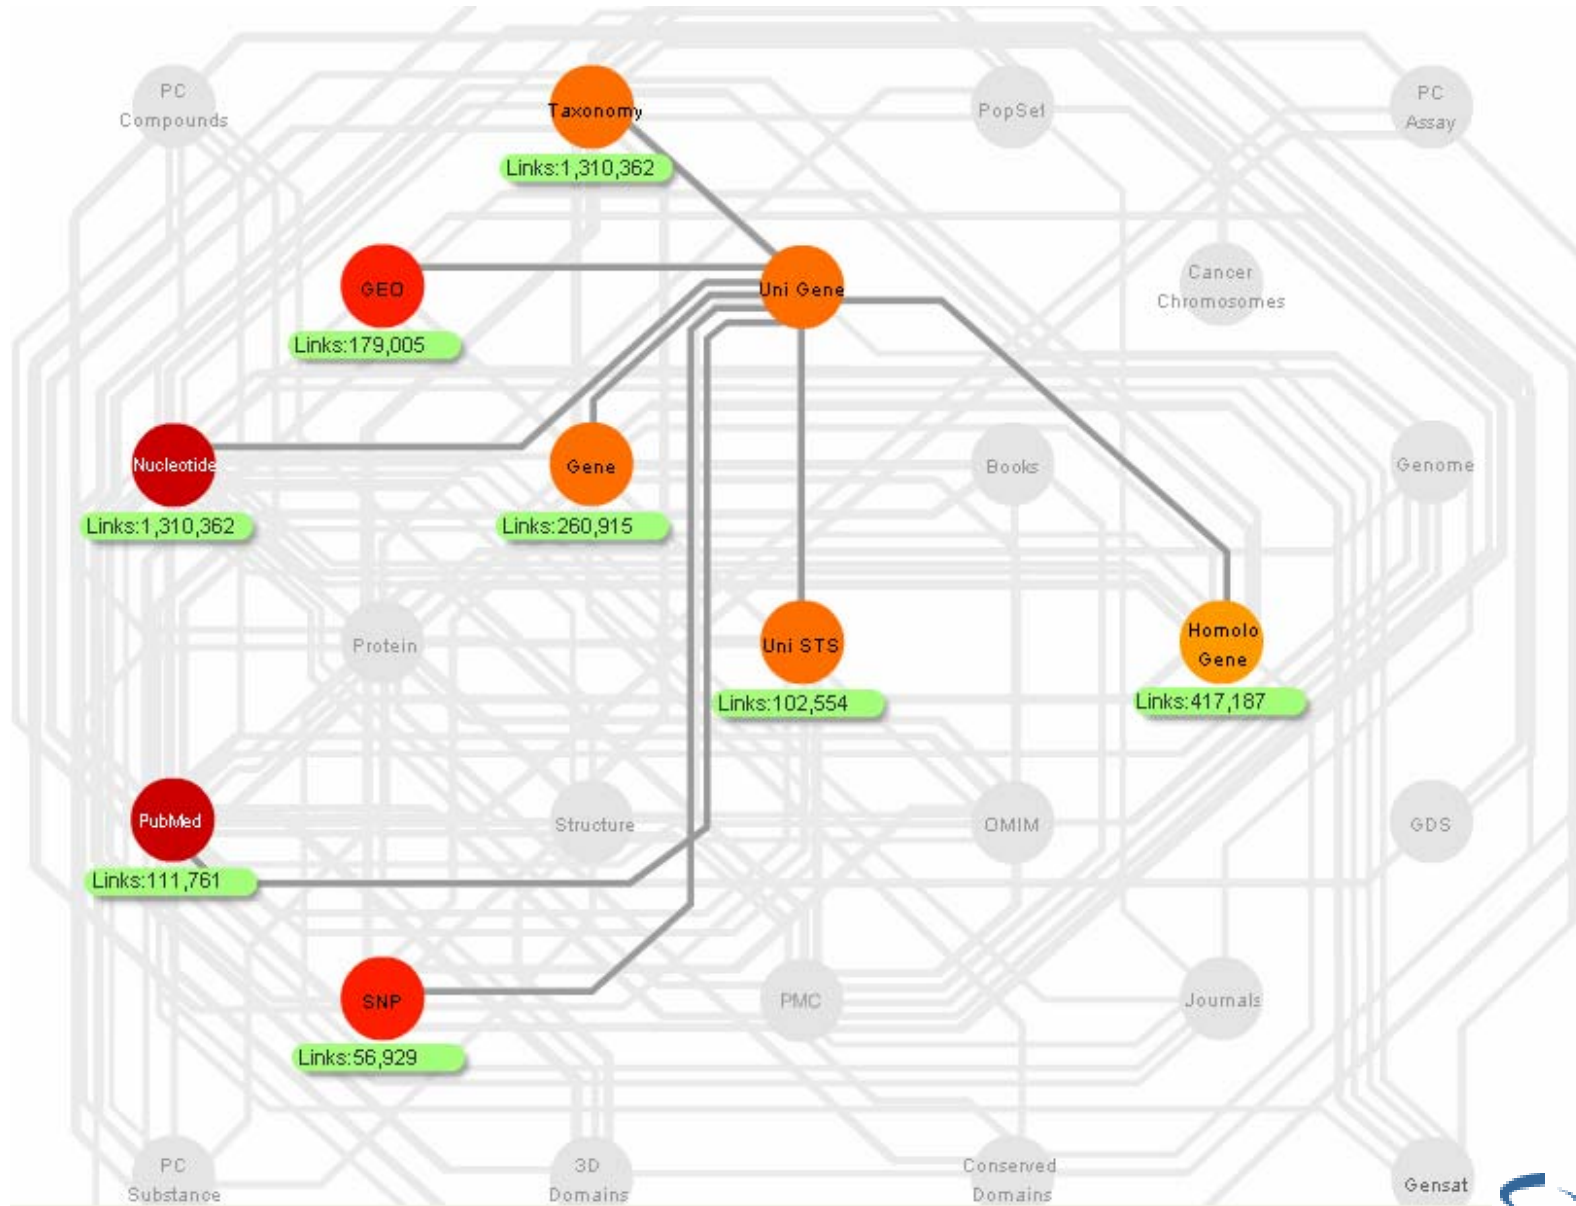 PC
Compounds
Taxonomy
PopSet
PC
Assay
Links:1,310,362
GEO
Uni Gene
Cancer
Chromosomes
Links:179,005
Nucleotide
Gene
Books
Genome
Links:1,310,362
Links:260,915
Protein
Uni STS
Homolo
Gene
Links:102,554
Links:417,187
PubMed
Structure
OMIM
GDS
Links:111,761
SNP
PMC
Journals
Links:56,929
PC
Substance
3D
Domains
Conserved
Domains
Gensat